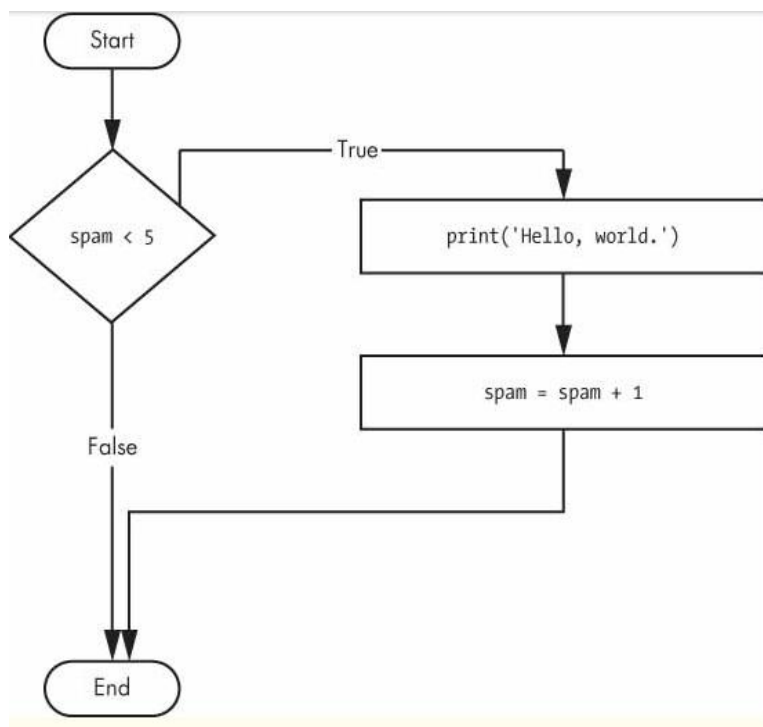 Start
True
spam < 5
print('Hello, world.')
spam = spam + 1
False
End